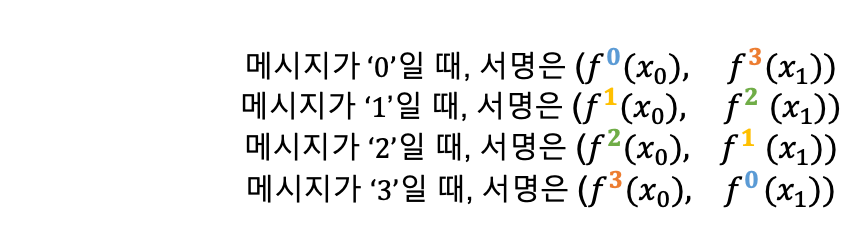 메시지가 ‘0’일 때, 서명은 (𝑓⁰(𝑥₀), 𝑓³(𝑥₁))
메시지가 ‘1’일 때, 서명은 (𝑓¹(𝑥₀), 𝑓² (𝑥₁))
메시지가 ‘2’일 때, 서명은 (𝑓²(𝑥₀), 𝑓¹ (𝑥₁))
메시지가 ‘3’일 때, 서명은 (𝑓³(𝑥₀), 𝑓⁰(𝑥₁))